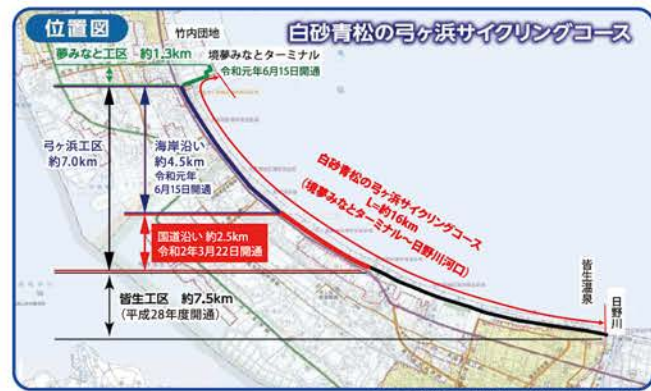 位置図
白砂青松の弓ヶ浜サイクリングコース
竹内団地
夢みなと工区 約1.3km
境夢みなとターミナル
令和元年6月15日開通
弓ヶ浜工区
約7.0km
海岸沿い
約4.5km
令和元年
6月15日開通
白砂青松の弓ヶ浜サイクリングコース
L=約16km
(境夢みなとターミナル〜日野川河口)
国道沿い 約2.5km
令和2年3月22日開通
皆生温泉
日野川
皆生工区 約7.5km
(平成28年度開通)